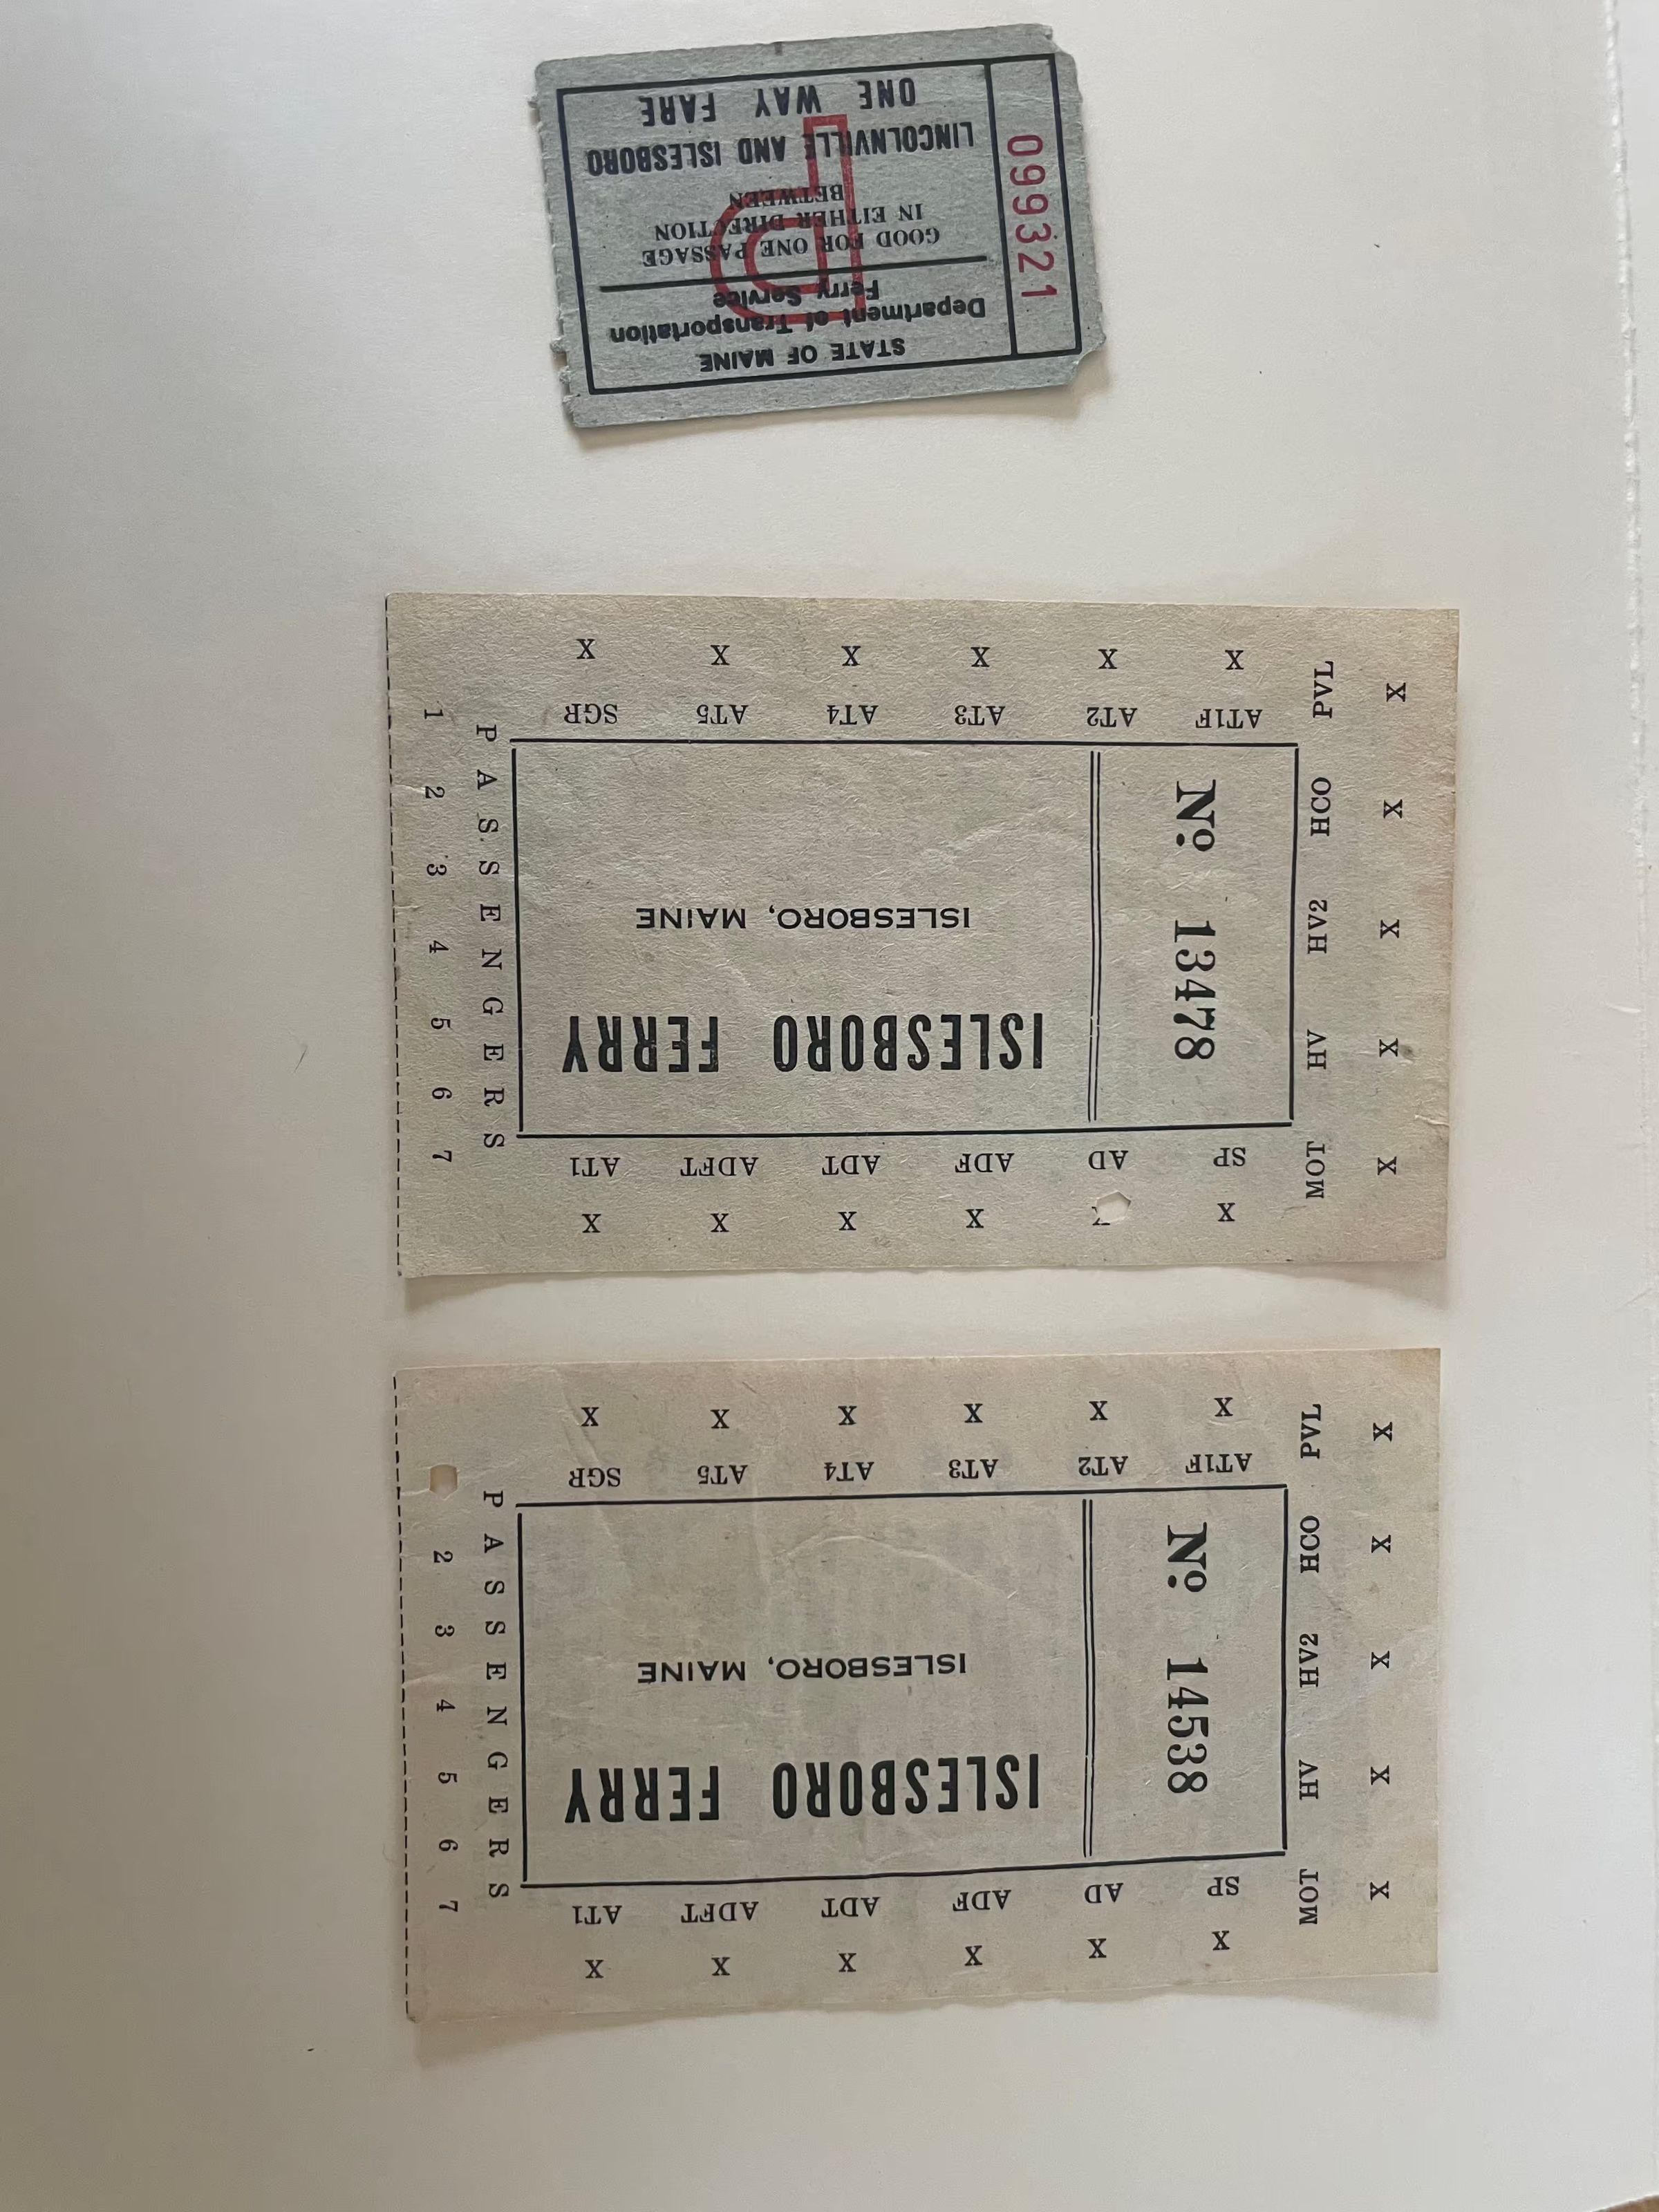 STATE OF MAINE
Department of Transportation
Ferry Service
GOOD FOR ONE PASSAGE
IN EITHER DIRECTION
BETWEEN
LINCOLNVILLE AND ISLESBORO
ONE WAY FARE
P
099321
X X X X X X
SGR AT5 AT4 AT3 AT2 AT1F
PVL HCO HV2 HV MOT
X X X X X
1 2 3 4 5 6 7
PASSENGERS
ISLESBORO FERRY
ISLESBORO, MAINE
Nº 13478
AT1 ADFT ADT ADF AD SP
X X X X X
X X X X X X
SGR AT5 AT4 AT3 AT2 AT1F
PVL HCO HV2 HV MOT
X X X X X
2 3 4 5 6 7
PASSENGERS
ISLESBORO FERRY
ISLESBORO, MAINE
Nº 14538
AT1 ADFT ADT ADF AD SP
X X X X X X